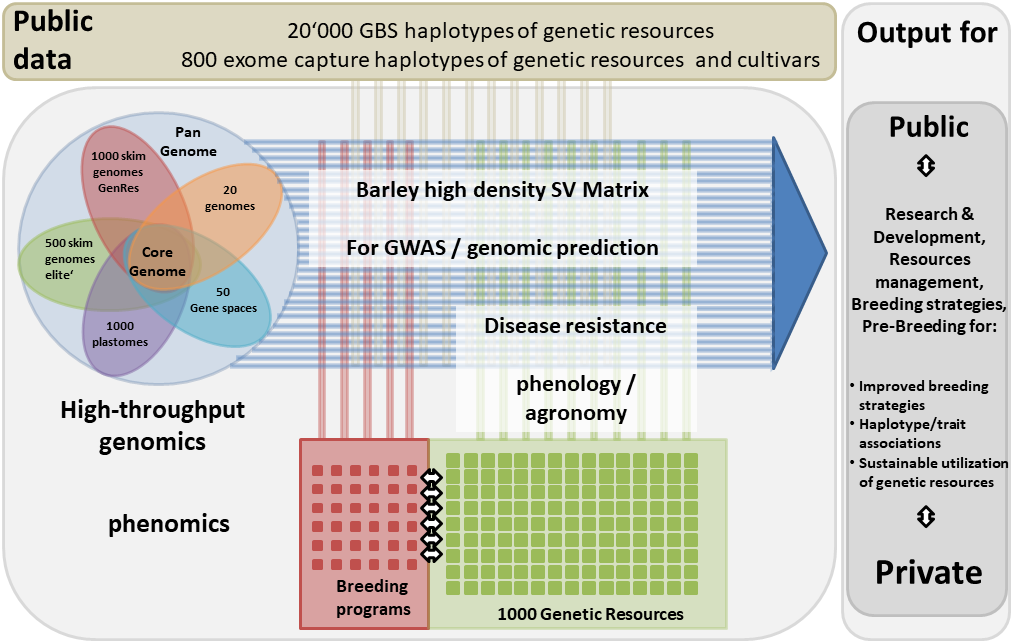 Public
data
20‘000 GBS haplotypes of genetic resources
800 exome capture haplotypes of genetic resources and cultivars
Pan
Genome
1000 skim
genomes
GenRes
20
genomes
500 skim
genomes
elite‘
Core
Genome
50
Gene spaces
1000
plastomes
High-throughput
genomics
phenomics
Barley high density SV Matrix
For GWAS / genomic prediction
Disease resistance
phenology /
agronomy
Breeding
programs
1000 Genetic Resources
Output for
Public
Research &
Development,
Resources
management,
Breeding strategies,
Pre-Breeding for:
• Improved breeding
strategies
• Haplotype/trait
associations
• Sustainable utilization
of genetic resources
Private